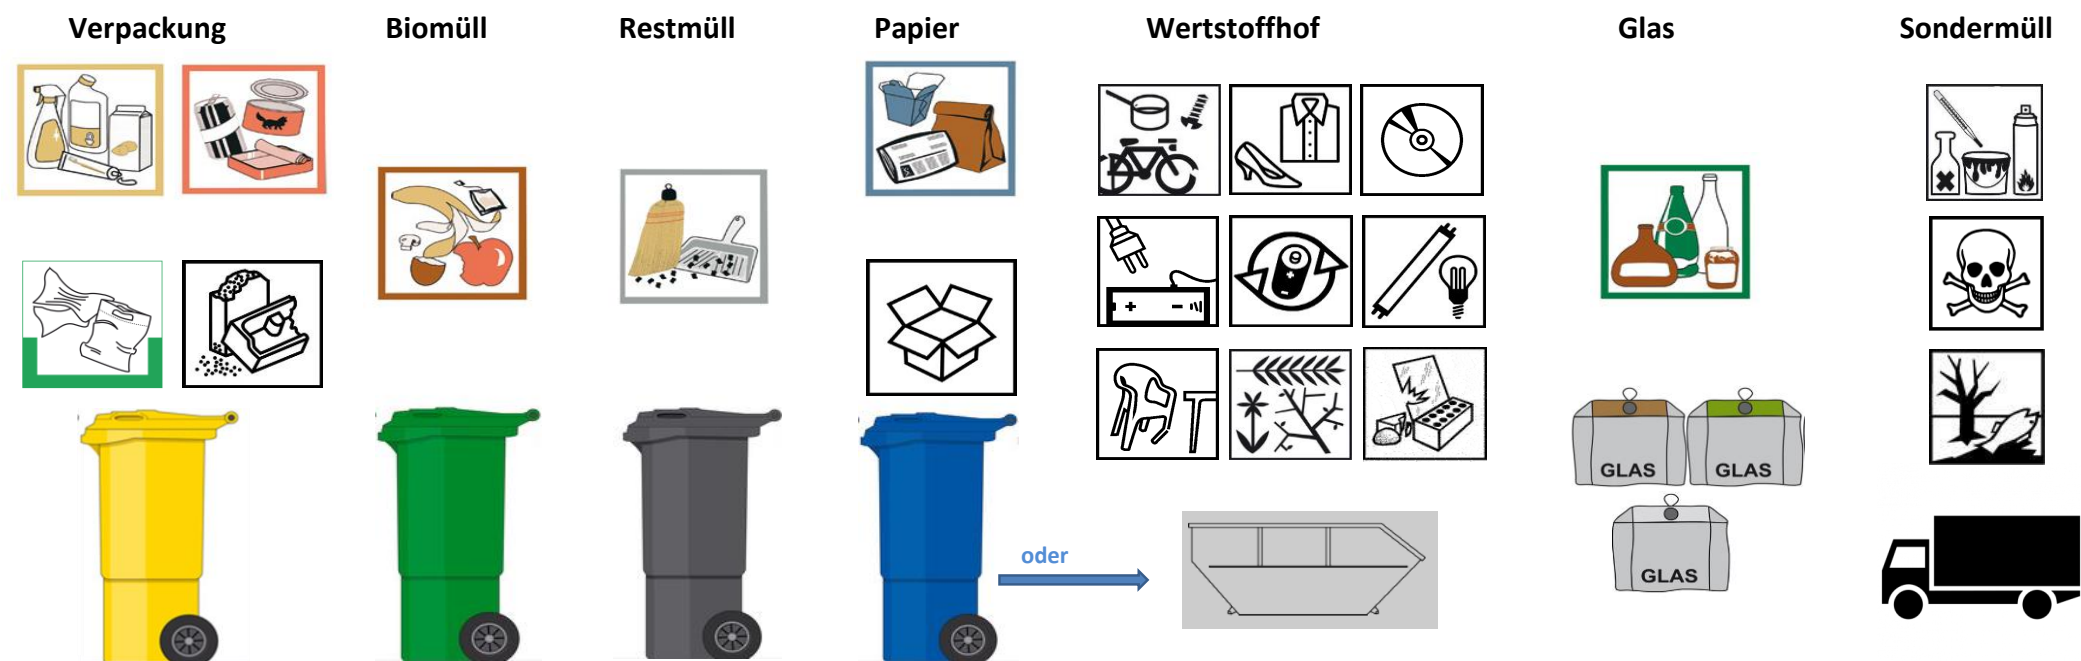 Verpackung
Biomüll
Restmüll
Papier
Wertstoffhof
Glas
Sondermüll
GLAS
GLAS
oder
GLAS